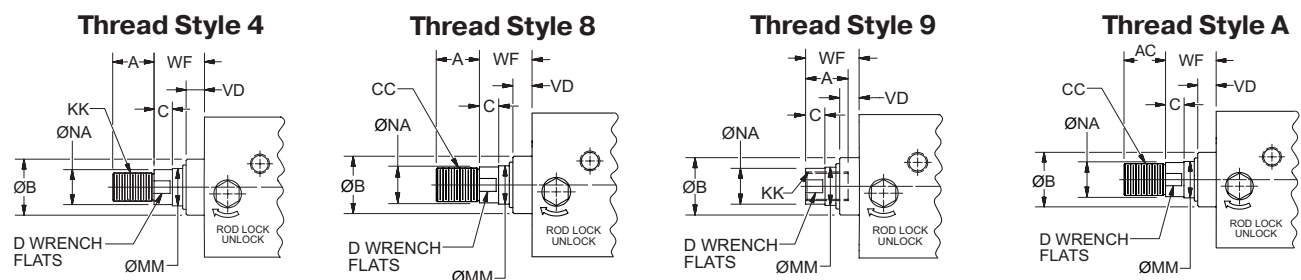 Thread Style 4
A
WF
VD
KK
C
ØNA
ØB
D WRENCH
FLATS
ØMM
ROD LOCK
UNLOCK
Thread Style 8
A
WF
VD
CC
C
ØNA
ØB
D WRENCH
FLATS
ØMM
ROD LOCK
UNLOCK
Thread Style 9
WF
A
VD
C
ØNA
ØB
KK
D WRENCH
FLATS
ØMM
ROD LOCK
UNLOCK
Thread Style A
AC
WF
VD
CC
C
ØNA
ØB
D WRENCH
FLATS
ØMM
ROD LOCK
UNLOCK